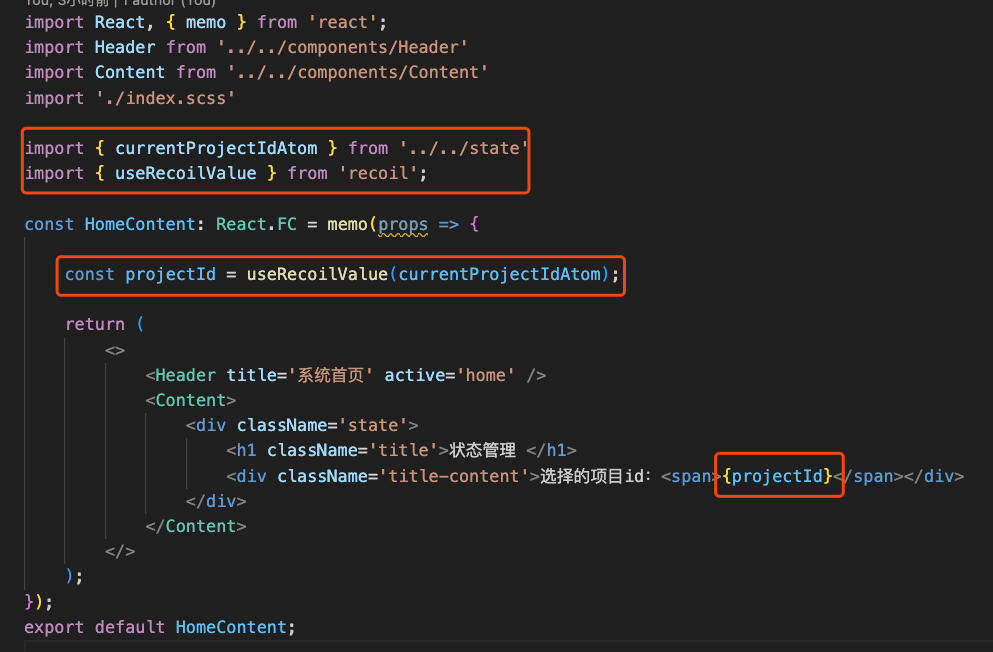 You, 3小时前 | 1 author (You)
import React, { memo } from 'react';
import Header from '../../components/Header'
import Content from '../../components/Content'
import './index.scss'
import { currentProjectIdAtom } from '../../state'
import { useRecoilValue } from 'recoil';
const HomeContent: React.FC = memo(props => {
const projectId = useRecoilValue(currentProjectIdAtom);
return (
<>
<Header title='系统首页' active='home' />
<Content>
<div className='state'>
<h1 className='title'>状态管理 </h1>
<div className='title-content'>选择的项目id: <span>{projectId}</span></div>
</div>
</Content>
</>
);
});
export default HomeContent;